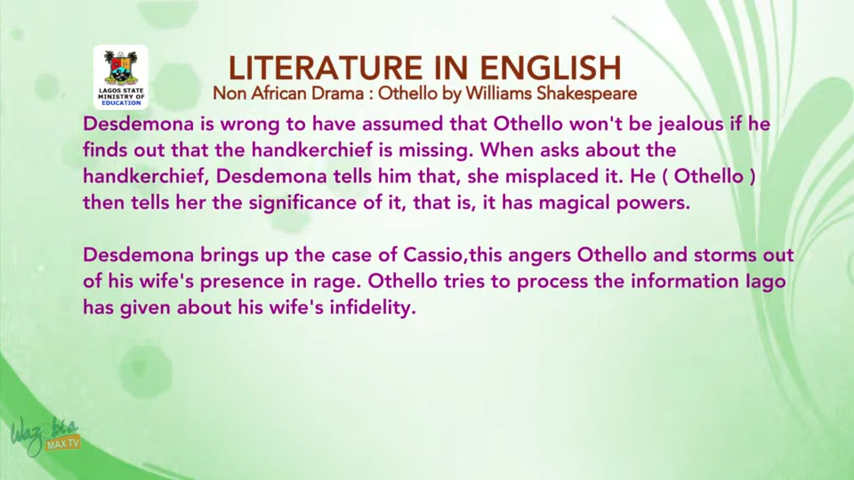 LITERATURE IN ENGLISH
Non African Drama : Othello by Williams Shakespeare
LAGOS STATE
MINISTRY OF
EDUCATION
Desdemona is wrong to have assumed that Othello won't be jealous if he
finds out that the handkerchief is missing. When asks about the
handkerchief, Desdemona tells him that, she misplaced it. He ( Othello )
then tells her the significance of it, that is, it has magical powers.
Desdemona brings up the case of Cassio,this angers Othello and storms out
of his wife's presence in rage. Othello tries to process the information Iago
has given about his wife's infidelity.
Wazobia
MAX TV